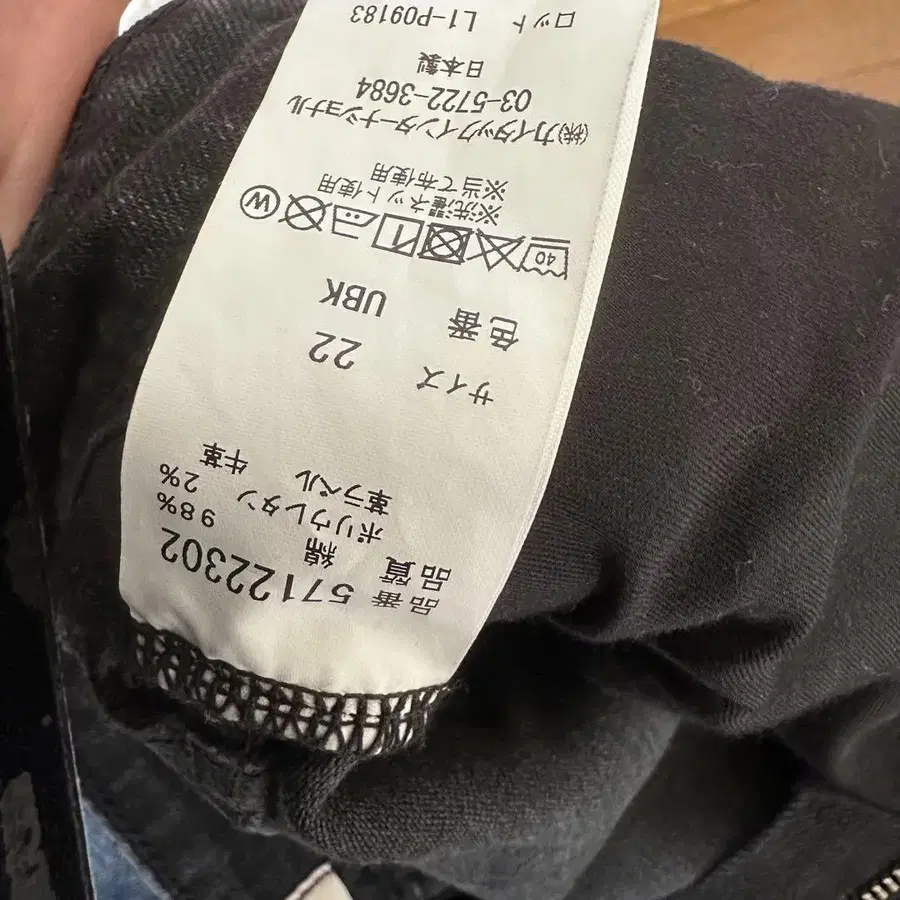 品番 57122302
品質
綿 98%
ポリウレタン 2%
革ラベル 牛革
サイズ 22
色番 UBK
40
W
※洗濯ネット使用
※当て布使用
㈱カイタックインターナショナル
03-5722-3684
日本製
ロット L1-P09183